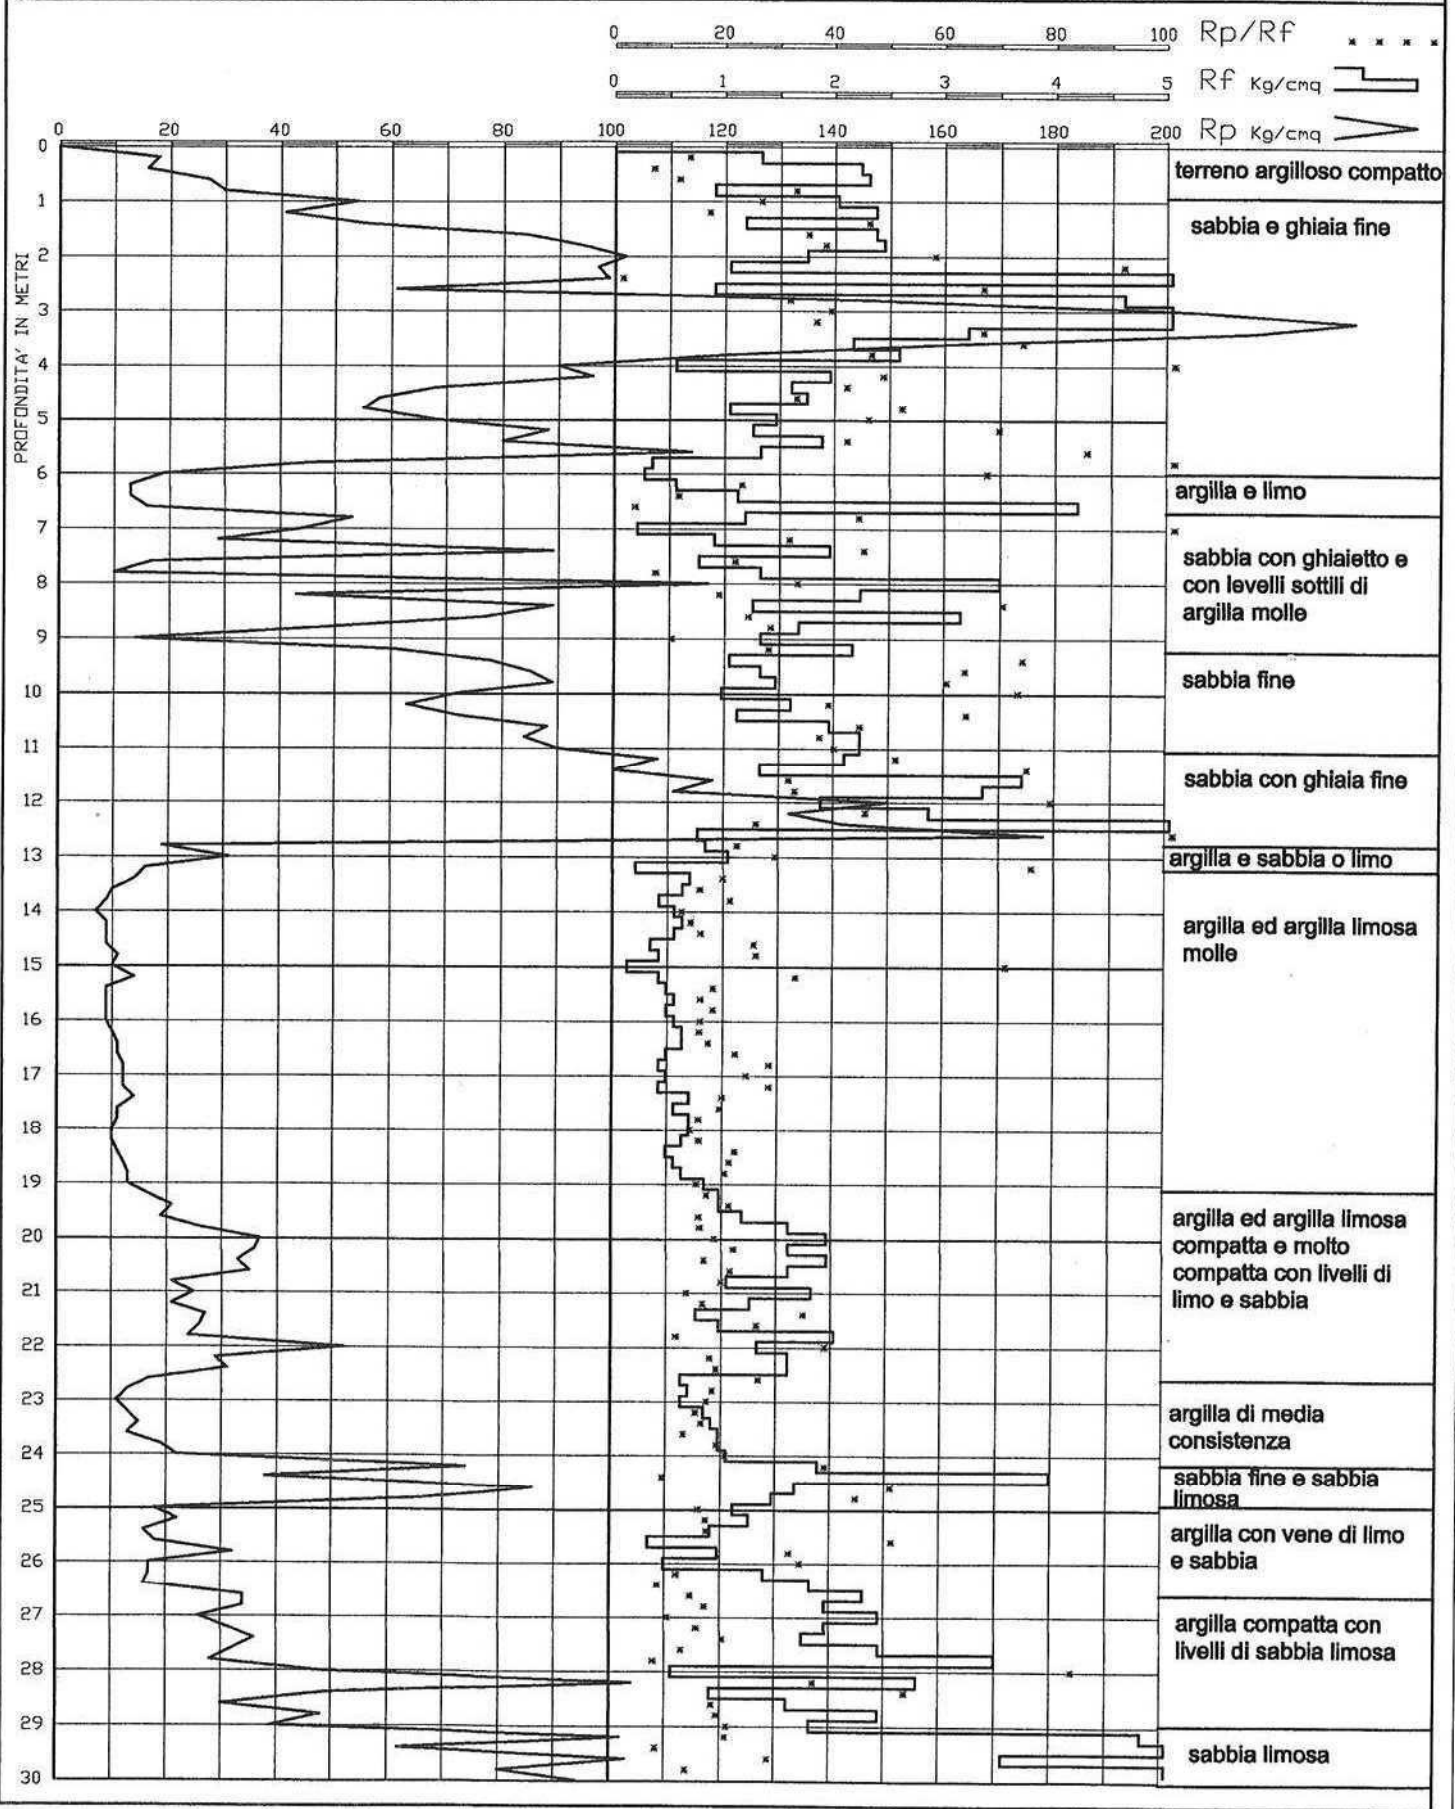 0 20 40 60 80 100 Rp/Rf
0 1 2 3 4 5 Rf Kg/cmq
0 20 40 60 80 100 120 140 160 180 200 Rp Kg/cmq
PROFONDITA' IN METRI
0
1
2
3
4
5
6
7
8
9
10
11
12
13
14
15
16
17
18
19
20
21
22
23
24
25
26
27
28
29
30
terreno argilloso compatto
sabbia e ghiaia fine
argilla e limo
sabbia con ghiaietto e
con levelli sottili di
argilla molle
sabbia fine
sabbia con ghiaia fine
argilla e sabbia o limo
argilla ed argilla limosa
molle
argilla ed argilla limosa
compatta e molto
compatta con livelli di
limo e sabbia
argilla di media
consistenza
sabbia fine e sabbia
limosa
argilla con vene di limo
e sabbia
argilla compatta con
livelli di sabbia limosa
sabbia limosa